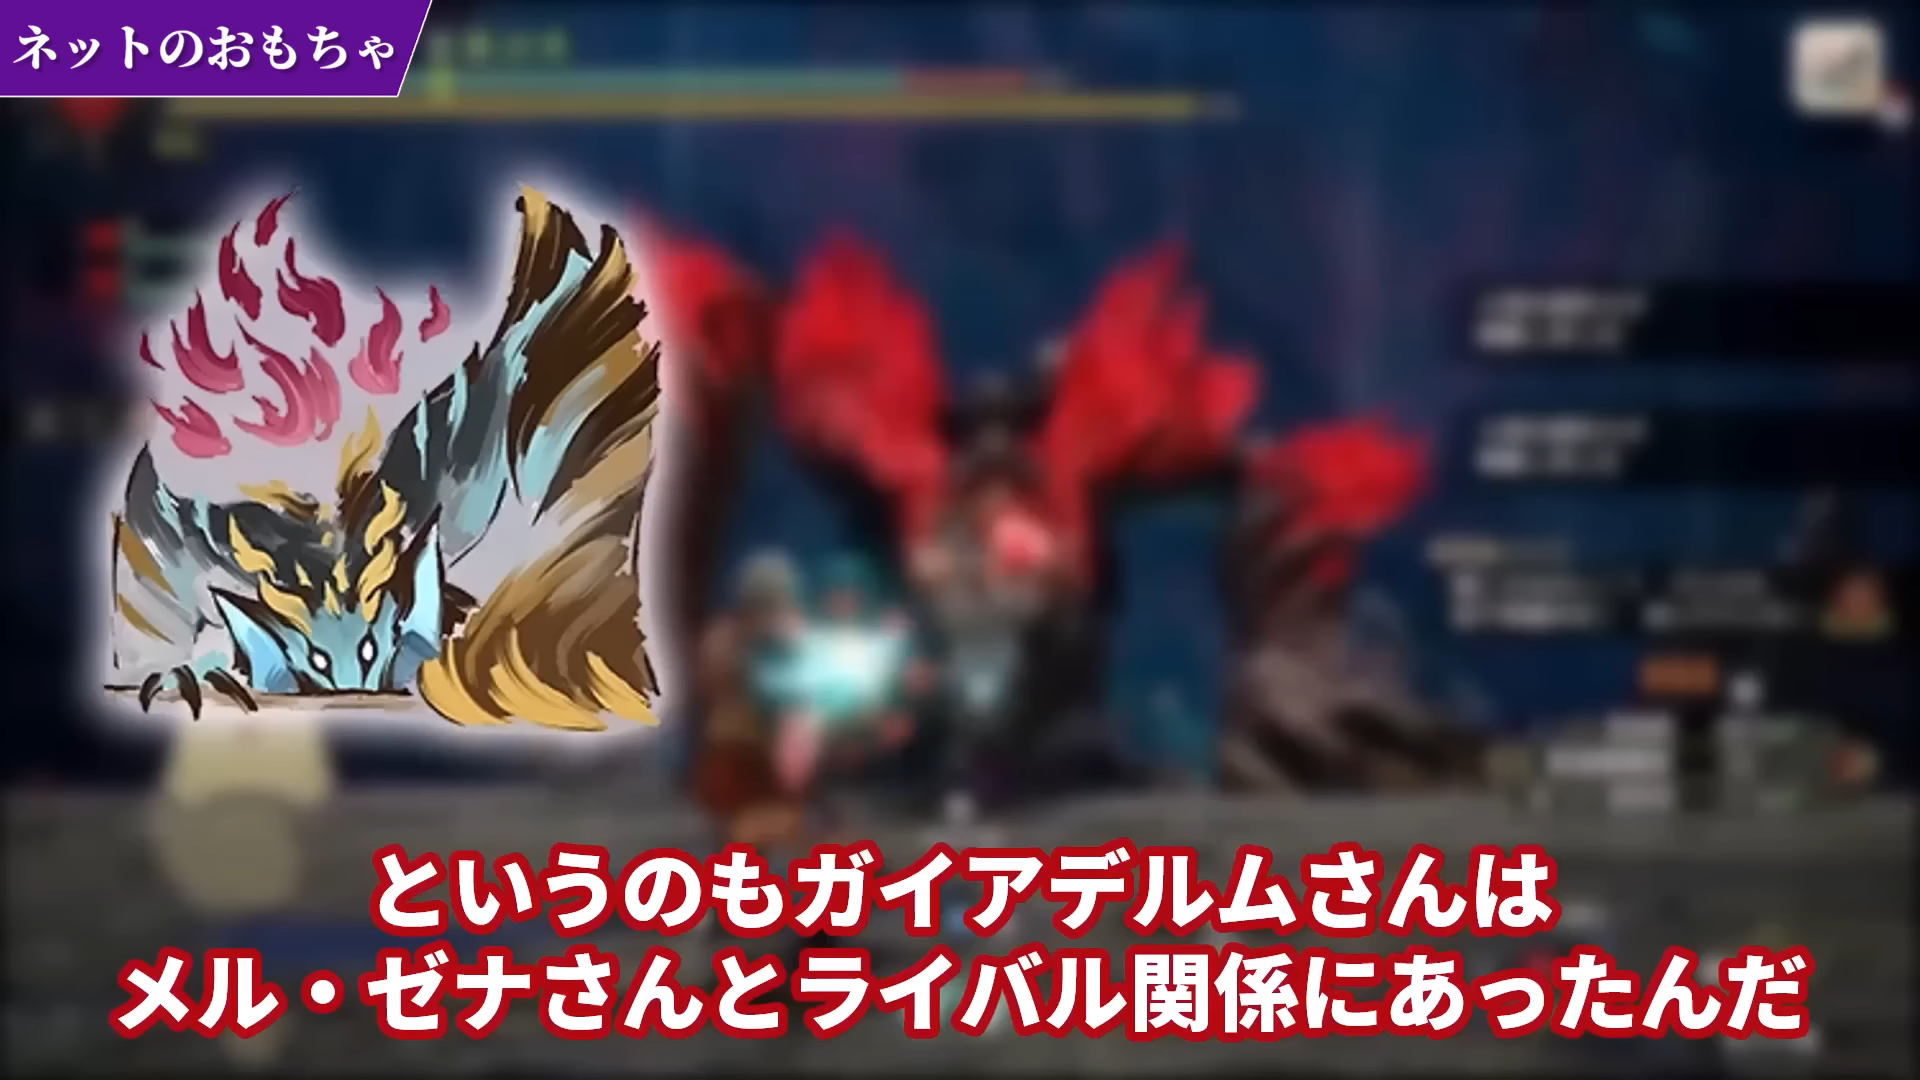 ネットのおもちゃ
というのもガイアデルムさんは
メル・ゼナさんとライバル関係にあったんだ